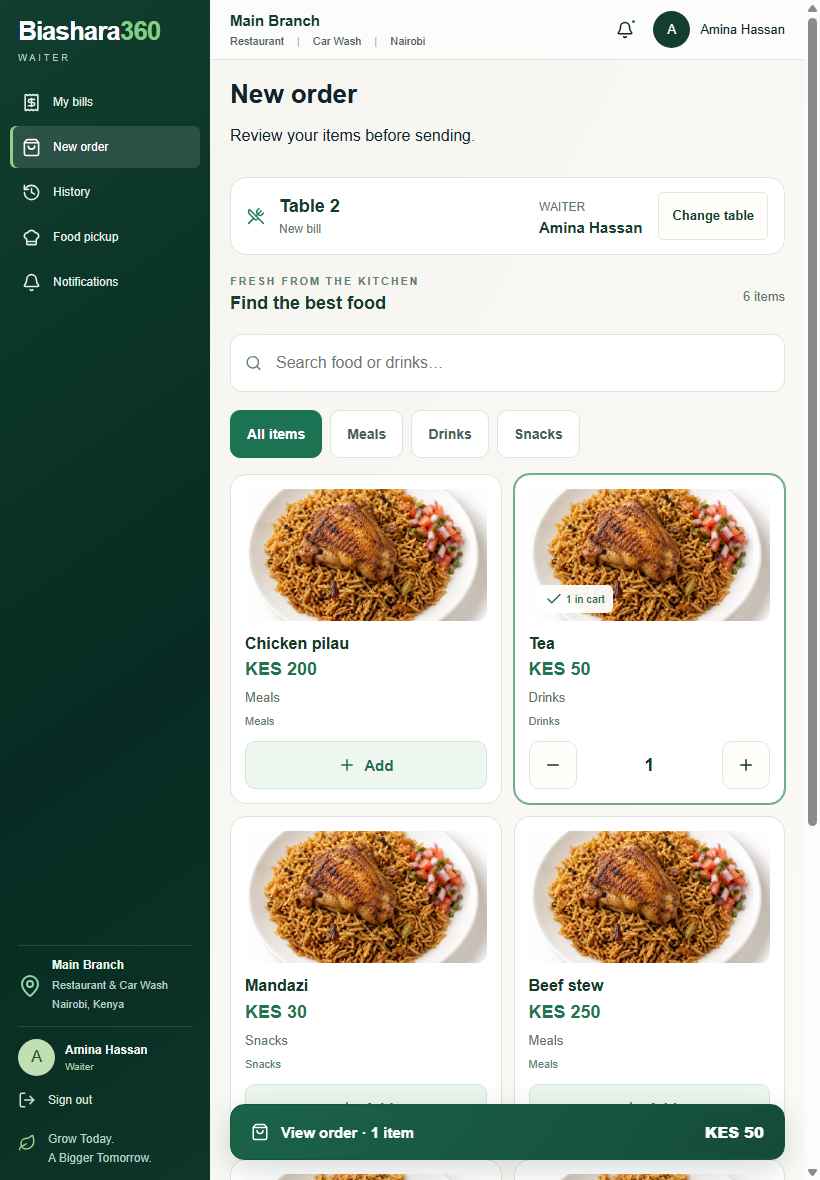 Biashara360
WAITER
My bills
New order
History
Food pickup
Notifications
Main Branch
Restaurant & Car Wash
Nairobi, Kenya
A
Amina Hassan
Waiter
Sign out
Grow Today.
A Bigger Tomorrow.
Main Branch
Restaurant | Car Wash | Nairobi
A
Amina Hassan
New order
Review your items before sending.
Table 2
New bill
WAITER
Amina Hassan
Change table
FRESH FROM THE KITCHEN
Find the best food
6 items
Search food or drinks…
All items
Meals
Drinks
Snacks
Chicken pilau
KES 200
Meals
Meals
+ Add
1 in cart
Tea
KES 50
Drinks
Drinks
− 1 +
Mandazi
KES 30
Snacks
Snacks
Beef stew
KES 250
Meals
Meals
View order · 1 item
KES 50